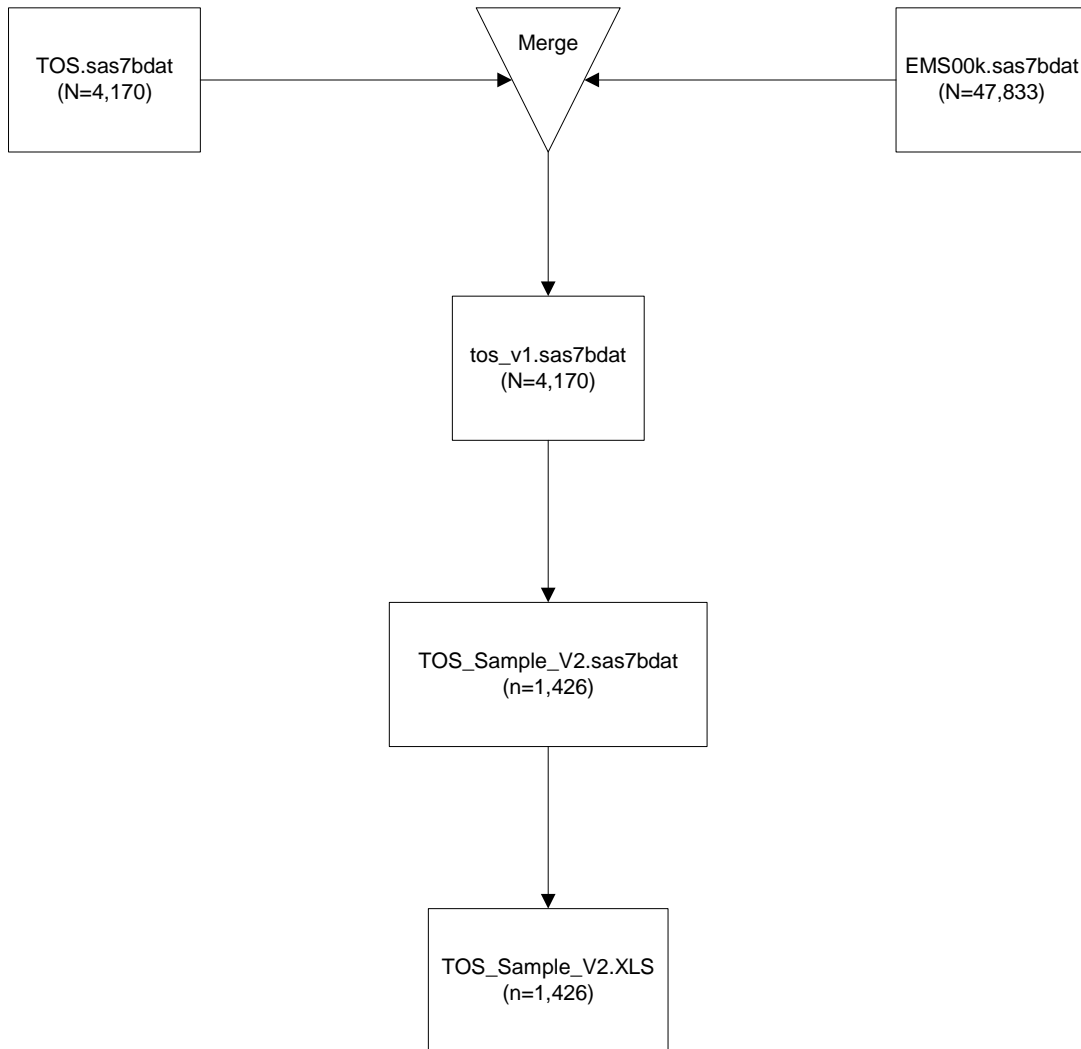 Merge
TOS.sas7bdat
(N=4,170)
EMS00k.sas7bdat
(N=47,833)
tos_v1.sas7bdat
(N=4,170)
TOS_Sample_V2.sas7bdat
(n=1,426)
TOS_Sample_V2.XLS
(n=1,426)